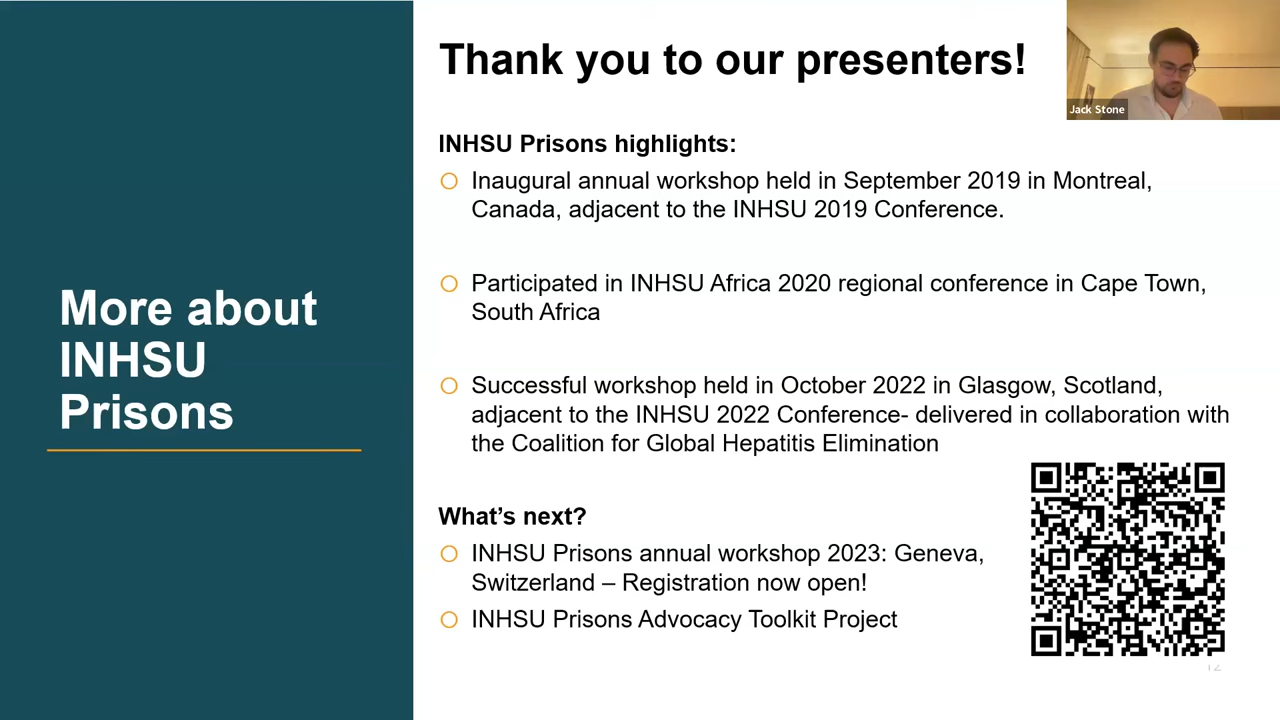 Thank you to our presenters!
Jack Stone
INHSU Prisons highlights:
Inaugural annual workshop held in September 2019 in Montreal,
Canada, adjacent to the INHSU 2019 Conference.
Participated in INHSU Africa 2020 regional conference in Cape Town,
South Africa
Successful workshop held in October 2022 in Glasgow, Scotland,
adjacent to the INHSU 2022 Conference- delivered in collaboration with
the Coalition for Global Hepatitis Elimination
More about
INHSU
Prisons
What’s next?
INHSU Prisons annual workshop 2023: Geneva,
Switzerland – Registration now open!
INHSU Prisons Advocacy Toolkit Project
12